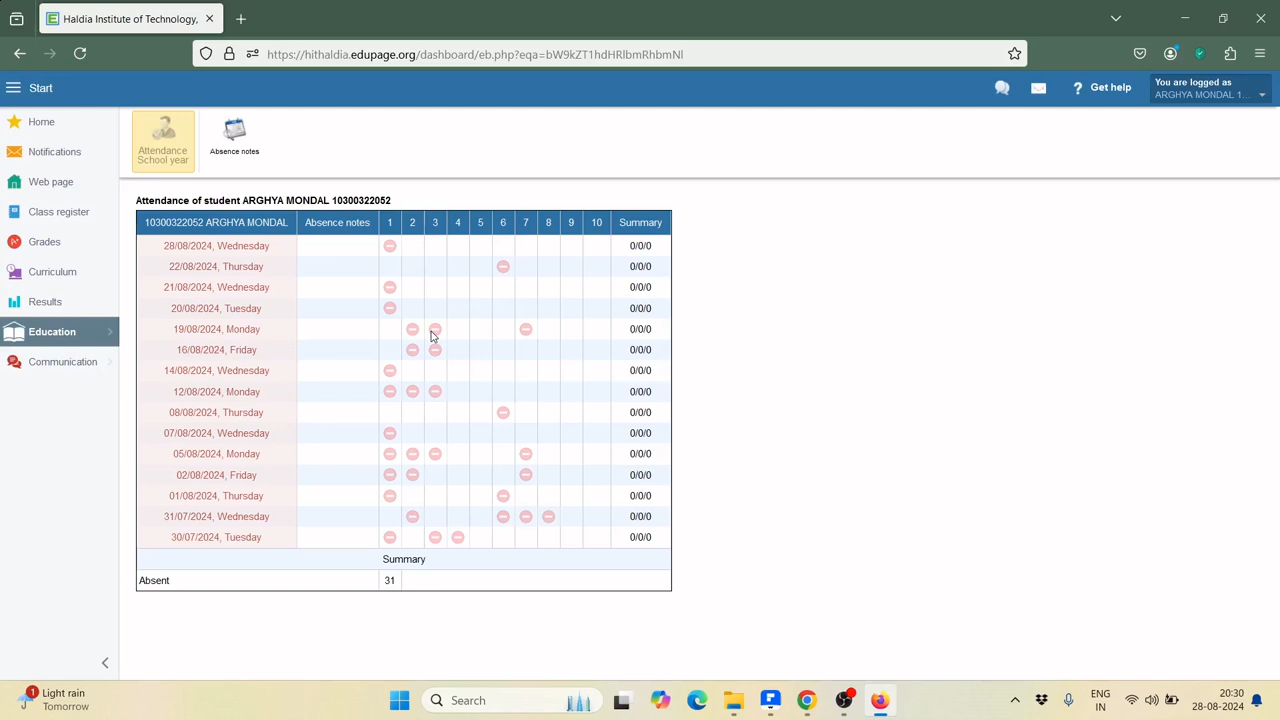 Haldia Institute of Technology,
https://hithaldia.edupage.org/dashboard/eb.php?eqa=bW9kZT1hdHRlbmRhbmNl
Start
? Get help
You are logged as
ARGHYA MONDAL 1...
Home
Notifications
Web page
Class register
Grades
Curriculum
Results
Education
Communication
Attendance
School year
Absence notes
Attendance of student ARGHYA MONDAL 10300322052
10300322052 ARGHYA MONDAL Absence notes 1 2 3 4 5 6 7 8 9 10 Summary
28/08/2024, Wednesday 0/0/0
22/08/2024, Thursday 0/0/0
21/08/2024, Wednesday 0/0/0
20/08/2024, Tuesday 0/0/0
19/08/2024, Monday 0/0/0
16/08/2024, Friday 0/0/0
14/08/2024, Wednesday 0/0/0
12/08/2024, Monday 0/0/0
08/08/2024, Thursday 0/0/0
07/08/2024, Wednesday 0/0/0
05/08/2024, Monday 0/0/0
02/08/2024, Friday 0/0/0
01/08/2024, Thursday 0/0/0
31/07/2024, Wednesday 0/0/0
30/07/2024, Tuesday 0/0/0
Summary
Absent 31
1
Light rain
Tomorrow
Search
ENG
IN
20:30
28-08-2024